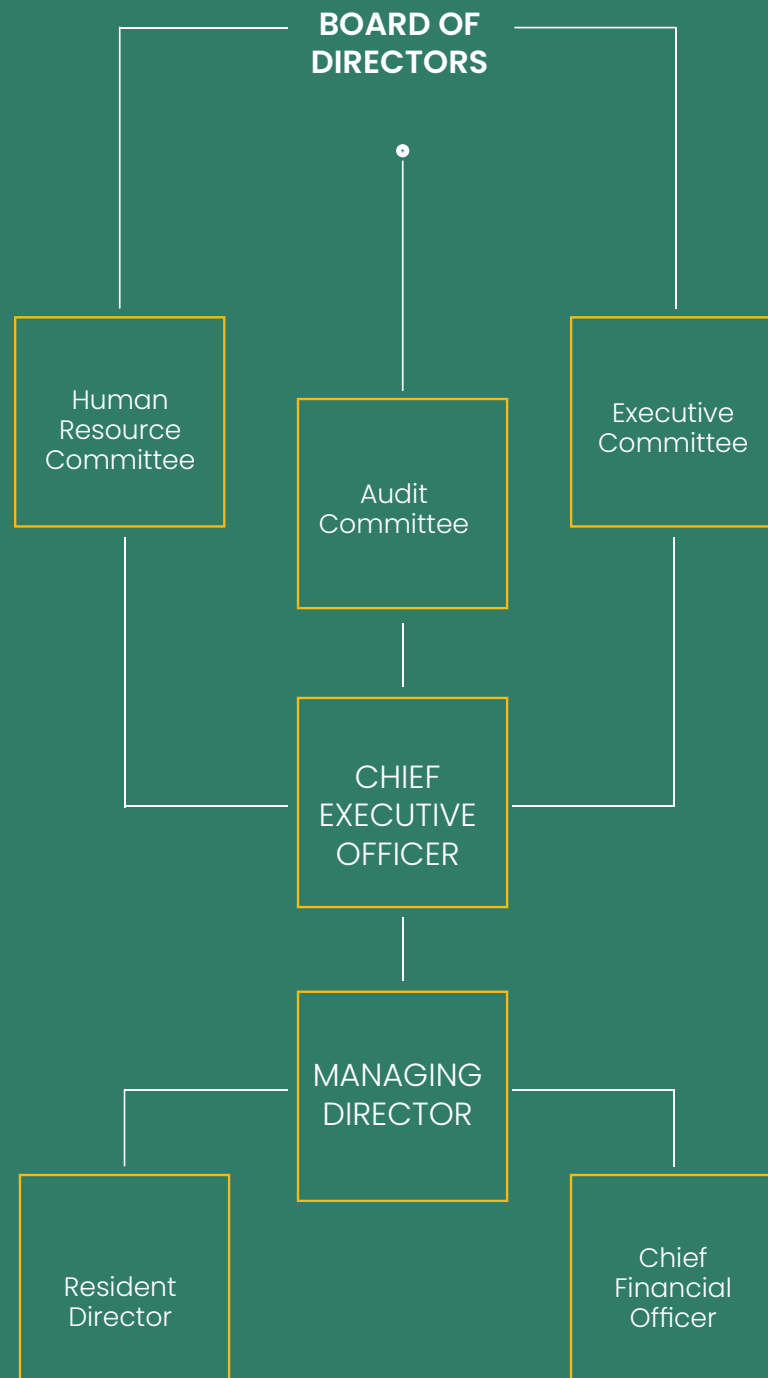 BOARD OF
DIRECTORS
Human
Resource
Committee
Audit
Committee
Executive
Committee
CHIEF
EXECUTIVE
OFFICER
MANAGING
DIRECTOR
Resident
Director
Chief
Financial
Officer